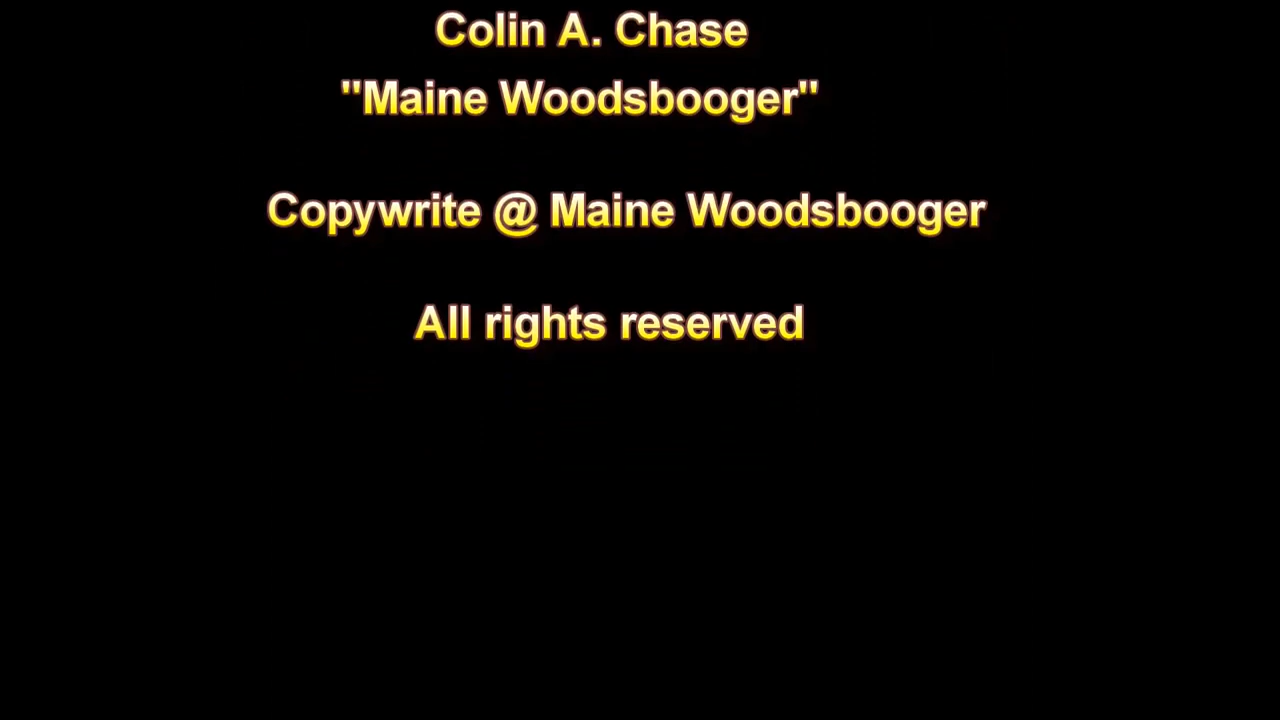 Colin A. Chase
"Maine Woodsbooger"
Copywrite @ Maine Woodsbooger
All rights reserved